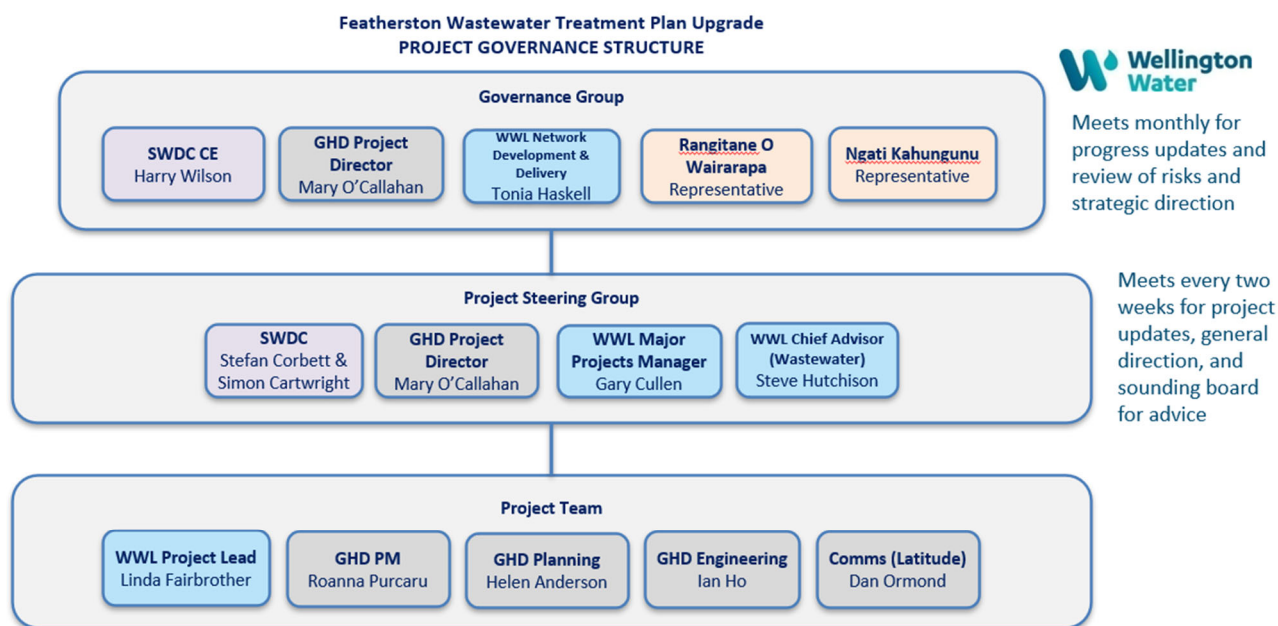 Featherston Wastewater Treatment Plan Upgrade
PROJECT GOVERNANCE STRUCTURE
Wellington
Water
Governance Group
SWDC CE
Harry Wilson
GHD Project
Director
Mary O'Callahan
WWL Network
Development &
Delivery
Tonia Haskell
Rangitane O
Wairarapa
Representative
Ngati Kahungunu
Representative
Meets monthly for
progress updates and
review of risks and
strategic direction
Project Steering Group
SWDC
Stefan Corbett &
Simon Cartwright
GHD Project
Director
Mary O'Callahan
WWL Major
Projects Manager
Gary Cullen
WWL Chief Advisor
(Wastewater)
Steve Hutchison
Meets every two
weeks for project
updates, general
direction, and
sounding board
for advice
Project Team
WWL Project Lead
Linda Fairbrother
GHD PM
Roanna Purcaru
GHD Planning
Helen Anderson
GHD Engineering
Ian Ho
Comms (Latitude)
Dan Ormond